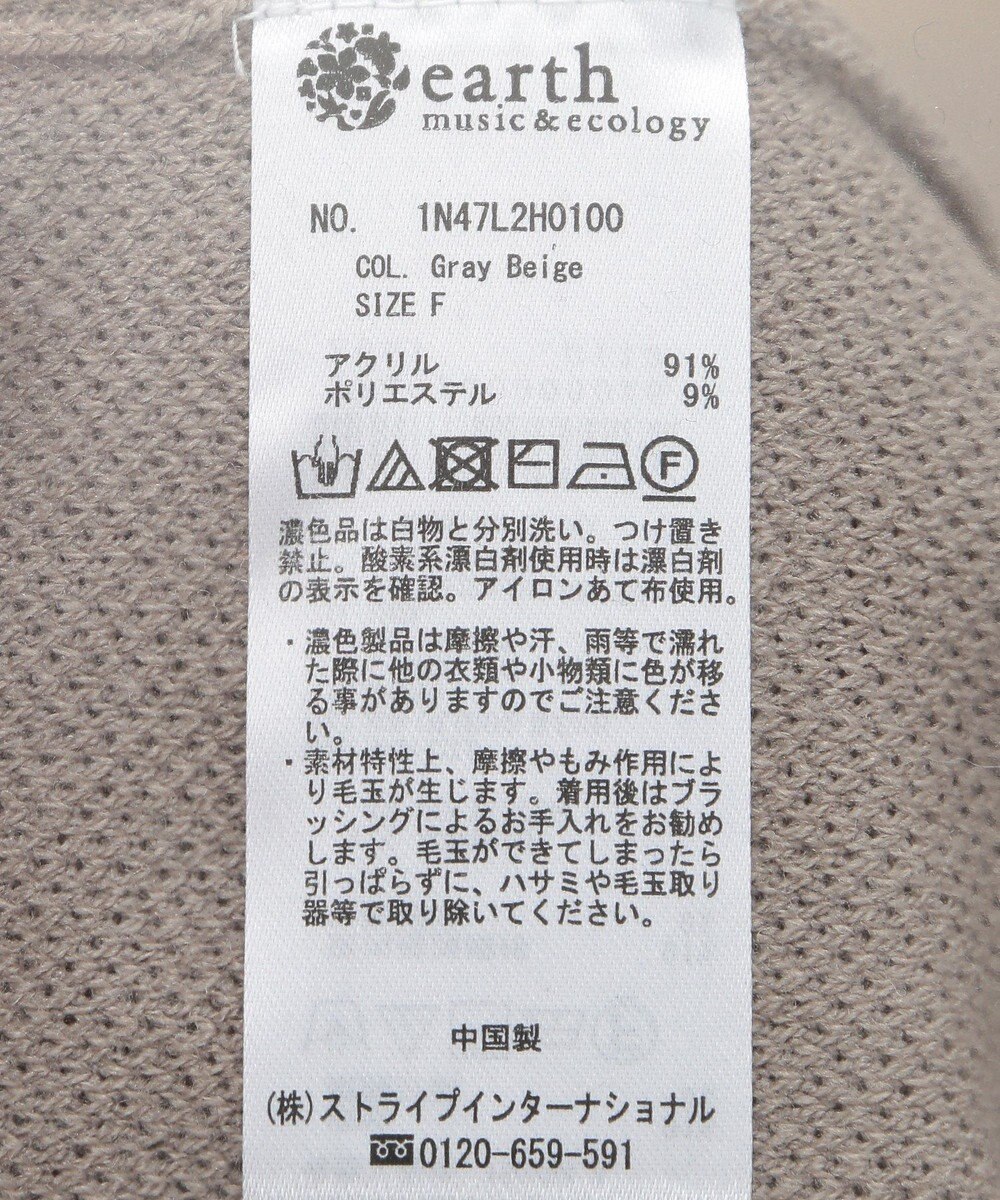 earth
music&ecology
NO. 1N47L2H0100
COL. Gray Beige
SIZE F
アクリル 91%
ポリエステル 9%
F
濃色品は白物と分別洗い。つけ置き
禁止。酸素系漂白剤使用時は漂白剤
の表示を確認。アイロンあて布使用。
・濃色製品は摩擦や汗、雨等で濡れ
た際に他の衣類や小物類に色が移
る事がありますのでご注意くださ
い。
・素材特性上、摩擦やもみ作用によ
り毛玉が生じます。着用後はブラ
ッシングによるお手入れをお勧め
します。毛玉ができてしまったら
引っぱらずに、ハサミや毛玉取り
器等で取り除いてください。
中国製
(株)ストライプインターナショナル
0120-659-591